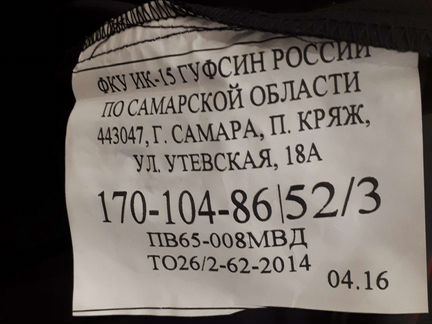 ФКУ ИК-15 ГУФСИН РОССИИ
ПО САМАРСКОЙ ОБЛАСТИ
443047, Г. САМАРА, П. КРЯЖ,
УЛ. УТЕВСКАЯ, 18А
170-104-86|52/3
ПВ65-008МВД
ТО26/2-62-2014
04.16